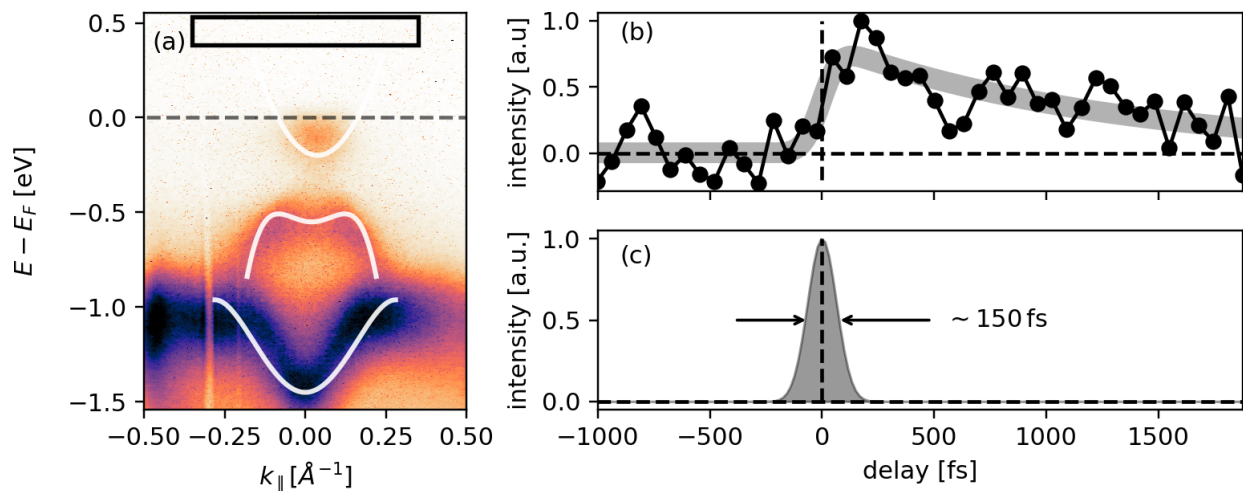 (a)
0.5
0.0
−0.5
−1.0
−1.5
E − E_F [eV]
−0.50
−0.25
0.00
0.25
0.50
k_∥ [Å⁻¹]
(b)
1.0
0.5
0.0
intensity [a.u]
(c)
1.0
0.5
0.0
intensity [a.u.]
~ 150 fs
−1000
−500
0
500
1000
1500
delay [fs]